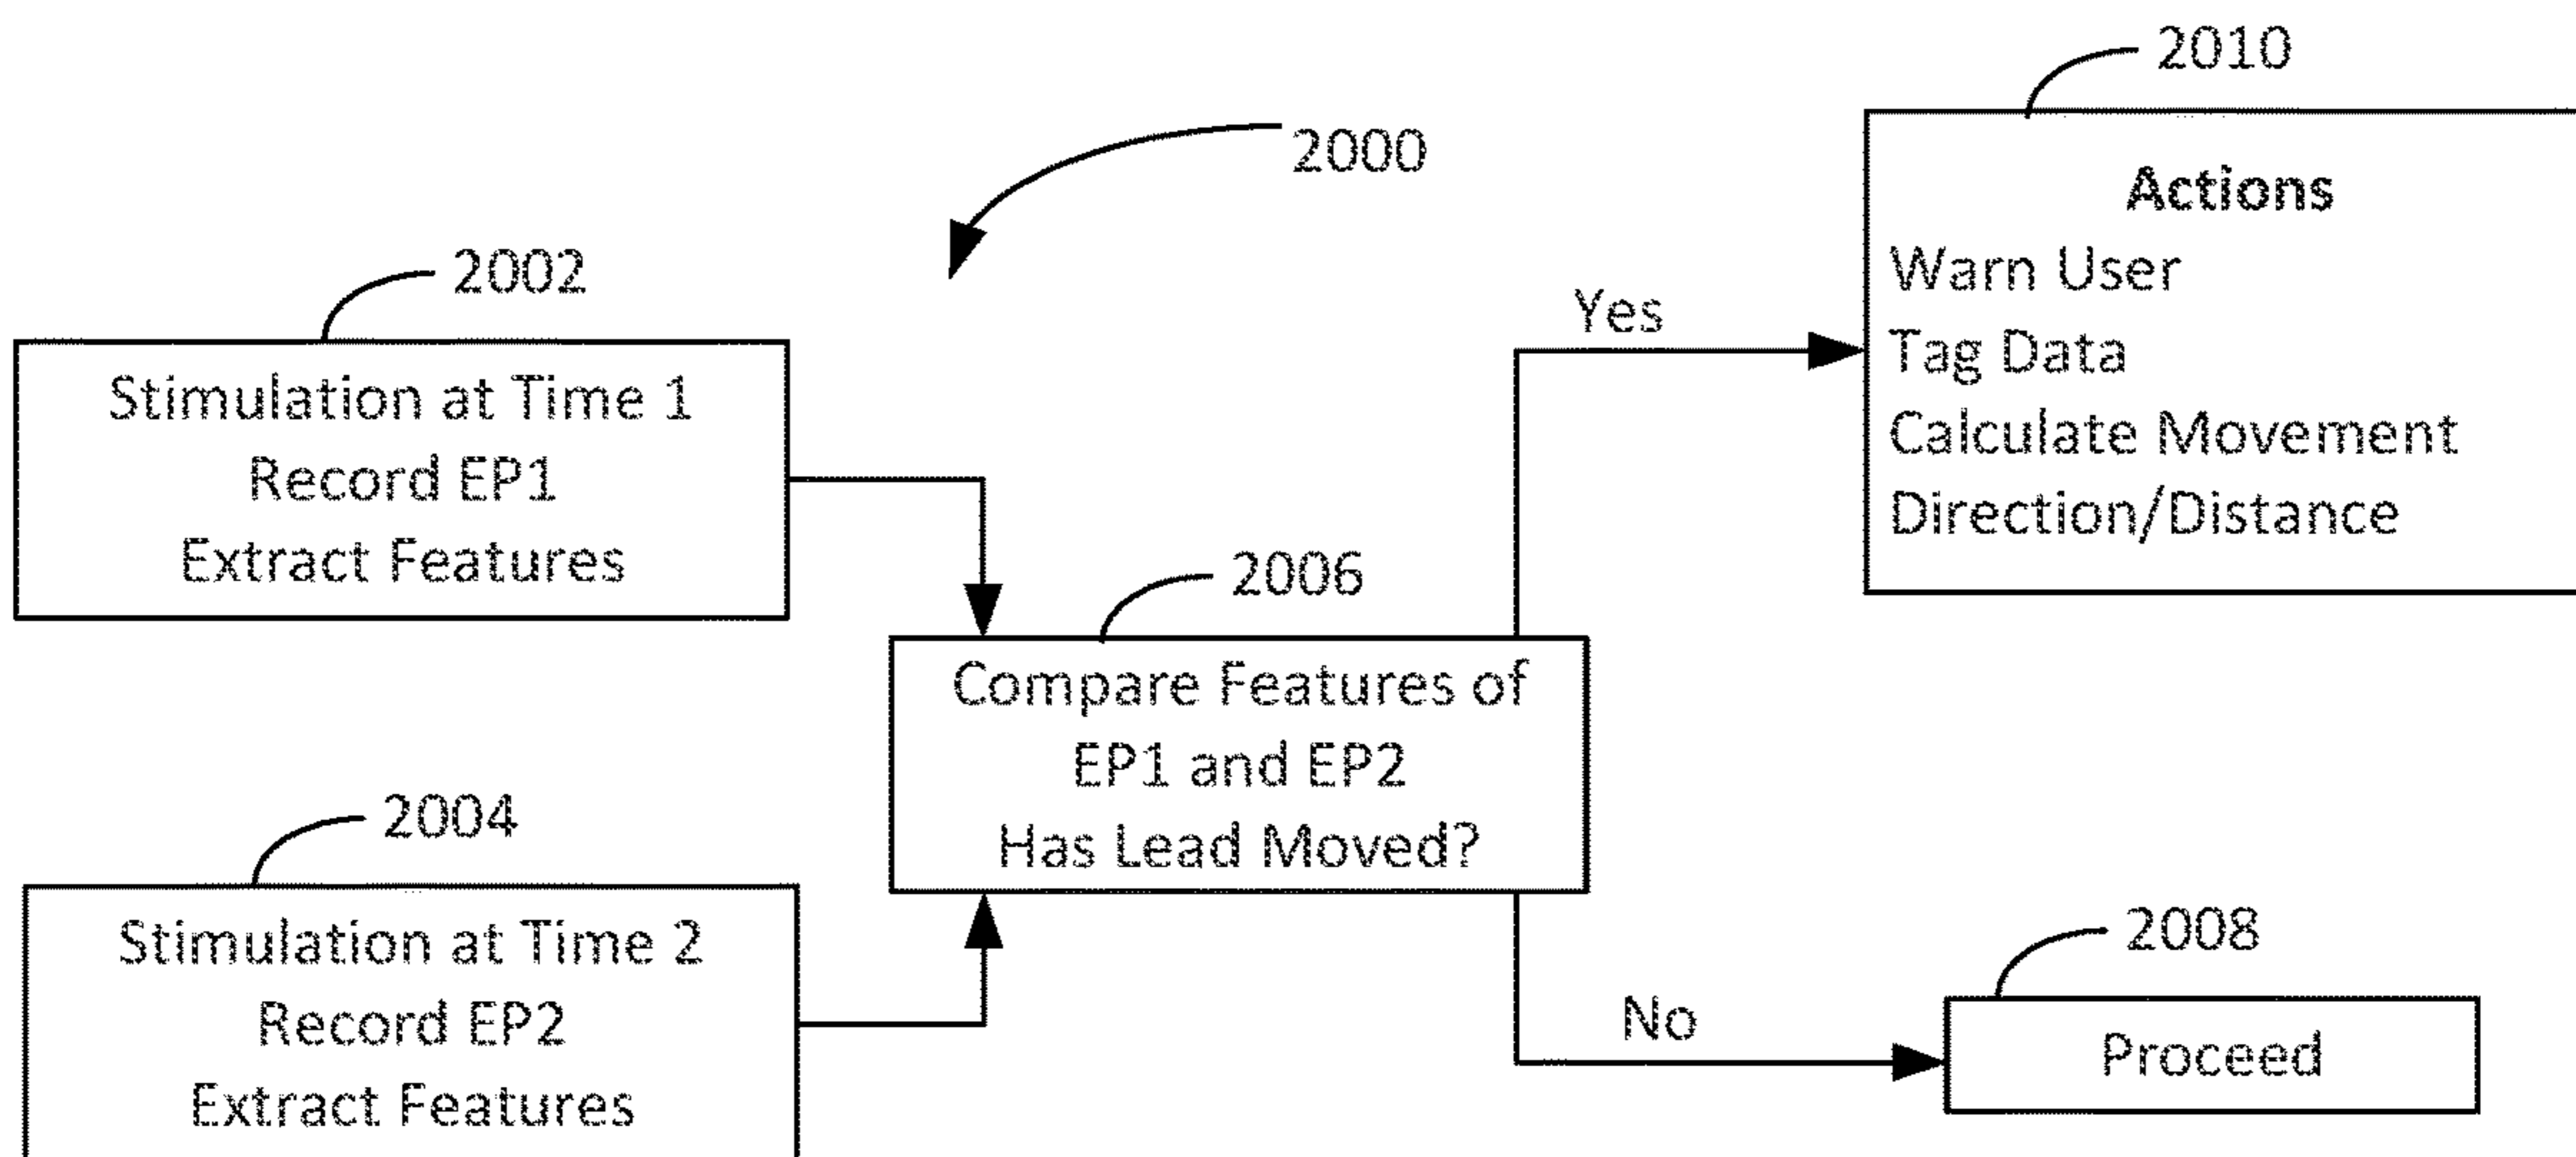 2010
2000
Actions
Warn User
Tag Data
Calculate Movement
Direction/Distance
Yes
2002
Stimulation at Time 1
Record EP1
Extract Features
2006
Compare Features of
EP1 and EP2
Has Lead Moved?
2004
Stimulation at Time 2
Record EP2
Extract Features
No
2008
Proceed